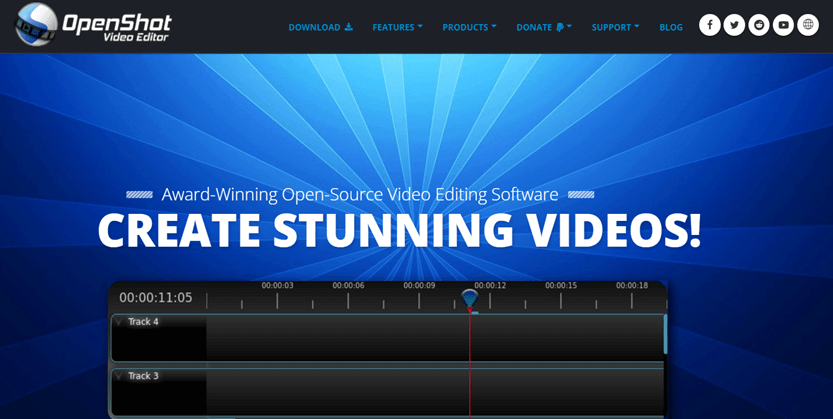 OpenShot
Video Editor
DOWNLOAD FEATURES PRODUCTS DONATE SUPPORT BLOG
Award-Winning Open-Source Video Editing Software
CREATE STUNNING VIDEOS!
00:00:11:05
00:00:03 00:00:06 00:00:09 00:00:12 00:00:15 00:00:18
Track 4
Track 3